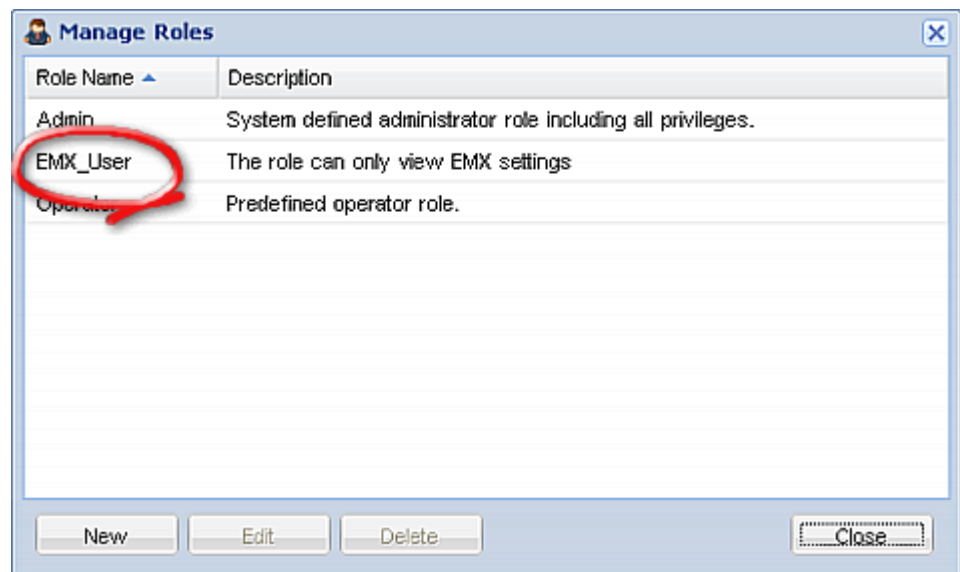 Manage Roles
Role Name Description
Admin System defined administrator role including all privileges.
EMX_User The role can only view EMX settings
Operator Predefined operator role.
New Edit Delete Close